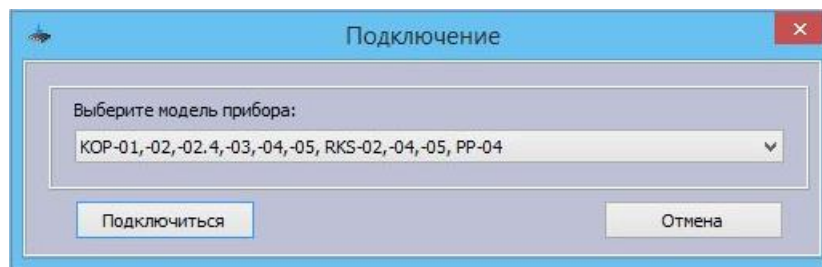 Подключение
Выберите модель прибора:
KOP-01,-02,-02.4,-03,-04,-05, RKS-02,-04,-05, PP-04
Подключиться
Отмена